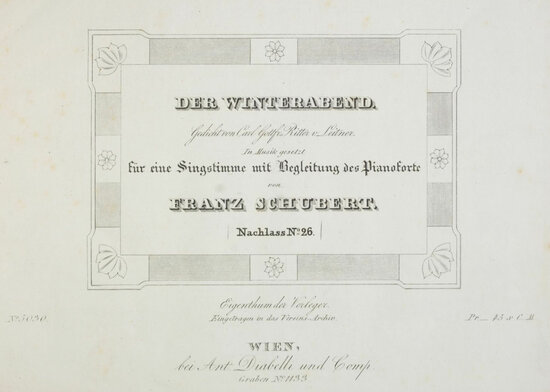 DER WINTERABEND.
Gedicht von Carl Gottfr. Ritter v. Leitner.
In Musik gesetzt
für eine Singstimme mit Begleitung des Pianoforte
von
FRANZ SCHUBERT.
Nachlass No. 26.
Eigenthum der Verleger.
Eingetragen in das Vereins-Archiv.
No. 5030.
Pr. 45 x C. M.
WIEN,
bei Ant. Diabelli und Comp.
Graben No. 1133